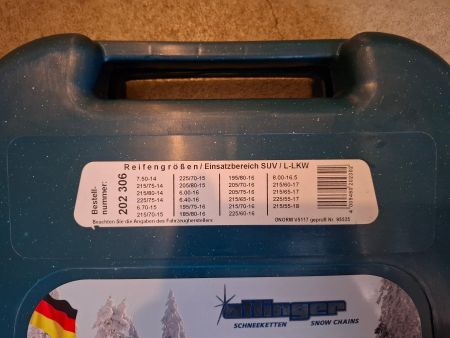 Reifengrößen/Einsatzbereich SUV / L-LKW
Bestell-
nummer:
202 306
7.50-14 225/70-15 195/80-16 8.00-16.5
215/75-14 205/80-15 205/70-16 215/60-17
215/80-14 6.00-16 205/75-16 215/65-17
225/75-14 6.40-16 215/65-16 225/55-17
6.70-15 195/75-16 215/70-16 215/55-18
215/70-15 185/80-16 225/60-16
Beachten Sie die Angaben des Fahrzeugherstellers! ÖNORM V5117 geprüft Nr.
SCHNEEKETTEN SNOW CHAINS